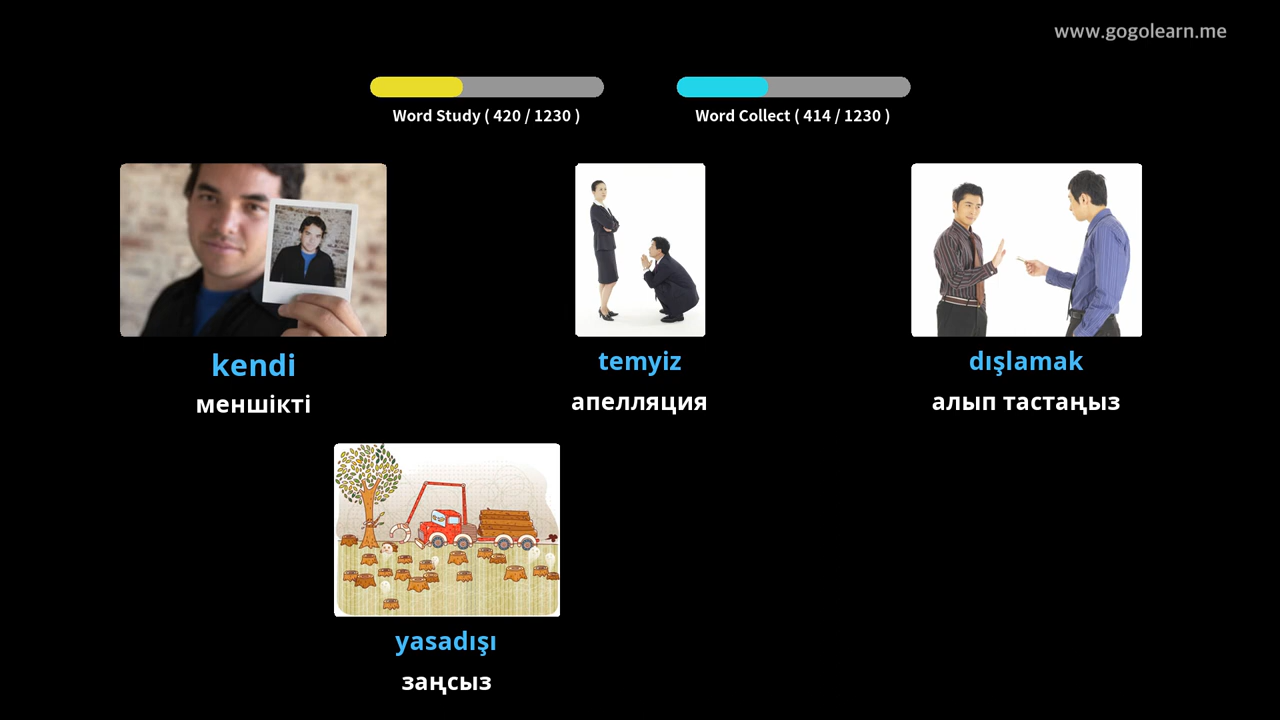 www.gogolearn.me
Word Study ( 420 / 1230 )
Word Collect ( 414 / 1230 )
kendi
меншікті
temyiz
апелляция
dışlamak
алып тастаңыз
yasadışı
заңсыз